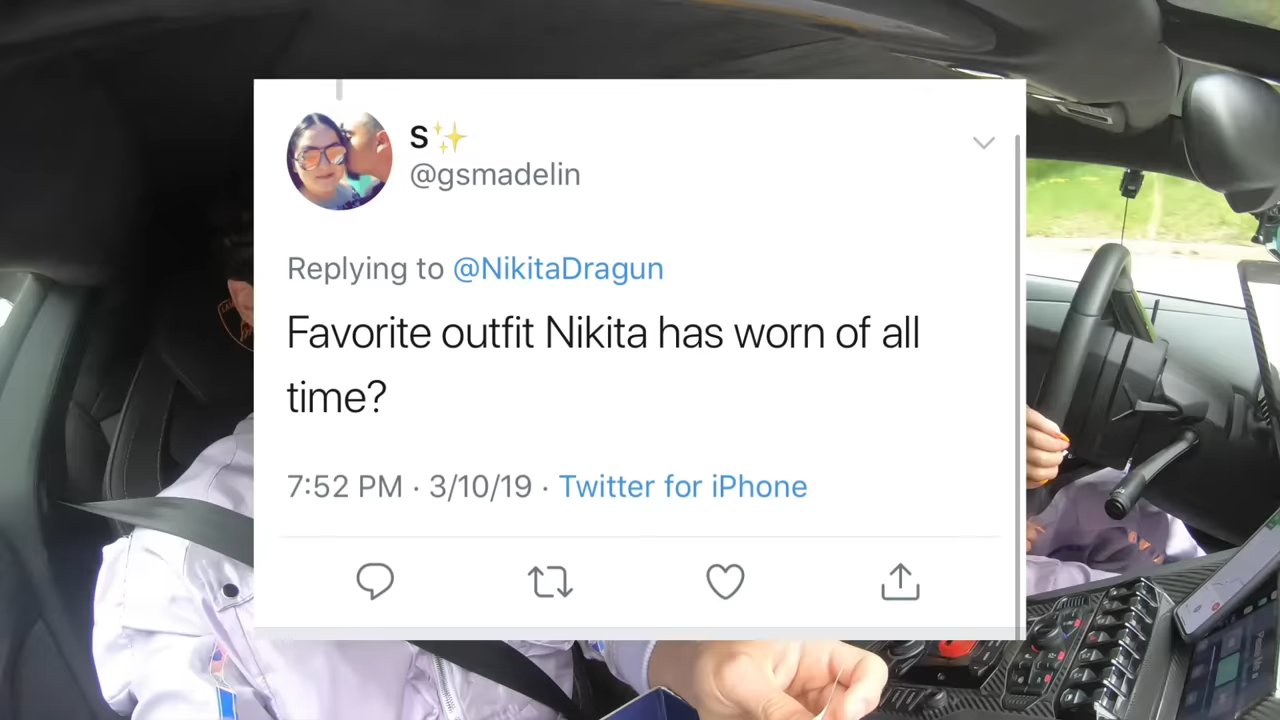 S✨
@gsmadelin
Replying to @NikitaDragun
Favorite outfit Nikita has worn of all
time?
7:52 PM · 3/10/19 · Twitter for iPhone